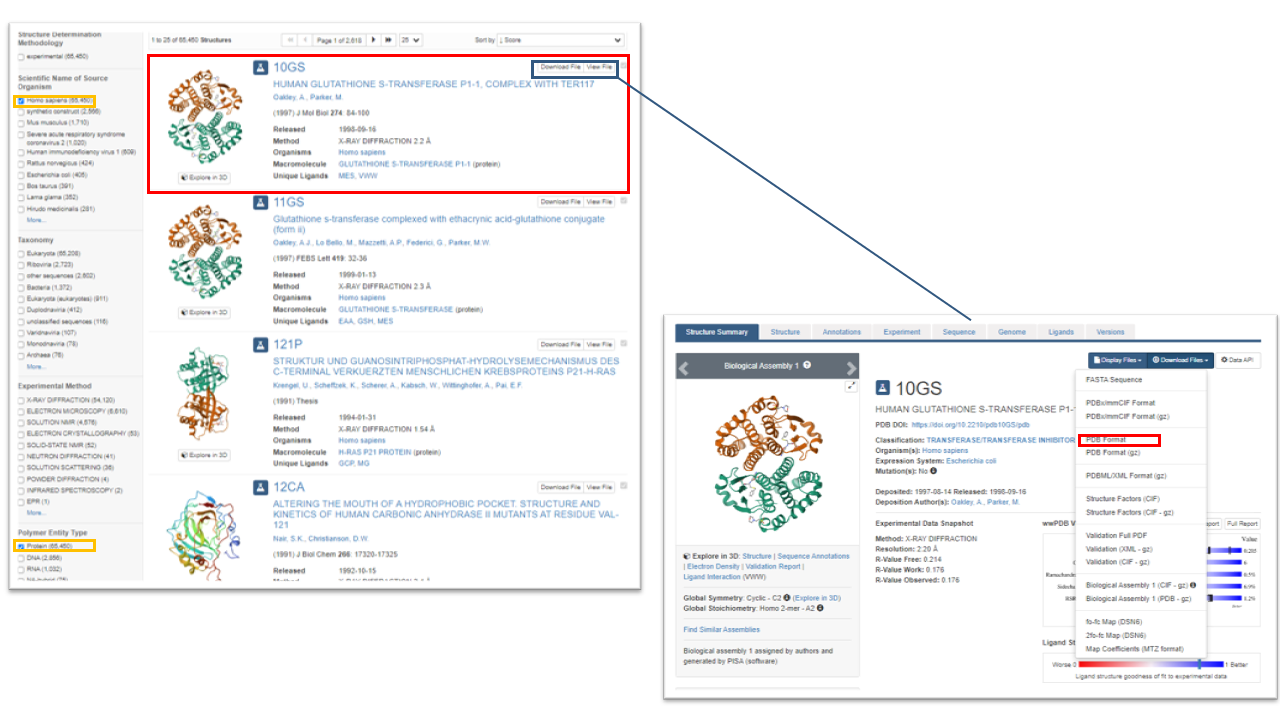 Structure Determination
Methodology
experimental (65,450)
Scientific Name of Source
Organism
Homo sapiens (65,450)
synthetic construct (2,566)
Mus musculus (1,710)
Severe acute respiratory syndrome
coronavirus 2 (1,020)
Human immunodeficiency virus 1 (609)
Rattus norvegicus (424)
Escherichia coli (406)
Bos taurus (391)
Lama glama (352)
Hirudo medicinalis (281)
More...
Taxonomy
Eukaryota (65,206)
Riboviria (2,723)
other sequences (2,602)
Bacteria (1,372)
Eukaryota (eukaryotes) (911)
Duplodnaviria (412)
unclassified sequences (116)
Varidnaviria (107)
Monodnaviria (78)
Archaea (76)
More...
Experimental Method
X-RAY DIFFRACTION (54,120)
ELECTRON MICROSCOPY (6,610)
SOLUTION NMR (4,576)
ELECTRON CRYSTALLOGRAPHY (53)
SOLID-STATE NMR (52)
NEUTRON DIFFRACTION (41)
SOLUTION SCATTERING (36)
POWDER DIFFRACTION (4)
INFRARED SPECTROSCOPY (2)
EPR (1)
More...
Polymer Entity Type
Protein (65,450)
DNA (2,856)
RNA (1,032)
1 to 25 of 65,450 Structures Page 1 of 2,618 25 Sort by ↓ Score
10GS Download File View File
HUMAN GLUTATHIONE S-TRANSFERASE P1-1, COMPLEX WITH TER117
Oakley, A., Parker, M.
(1997) J Mol Biol 274: 84-100
Released 1998-09-16
Method X-RAY DIFFRACTION 2.2 Å
Organisms Homo sapiens
Macromolecule GLUTATHIONE S-TRANSFERASE P1-1 (protein)
Unique Ligands MES, VWW
Explore in 3D
11GS Download File View File
Glutathione s-transferase complexed with ethacrynic acid-glutathione conjugate
(form ii)
Oakley, A.J., Lo Bello, M., Mazzetti, A.P., Federici, G., Parker, M.W.
(1997) FEBS Lett 419: 32-36
Released 1999-01-13
Method X-RAY DIFFRACTION 2.3 Å
Organisms Homo sapiens
Macromolecule GLUTATHIONE S-TRANSFERASE (protein)
Unique Ligands EAA, GSH, MES
Explore in 3D
121P Download File View File
STRUKTUR UND GUANOSINTRIPHOSPHAT-HYDROLYSEMECHANISMUS DES
C-TERMINAL VERKUERZTEN MENSCHLICHEN KREBSPROTEINS P21-H-RAS
Krengel, U., Scheffzek, K., Scherer, A., Kabsch, W., Wittinghofer, A., Pai, E.F.
(1991) Thesis
Released 1994-01-31
Method X-RAY DIFFRACTION 1.54 Å
Organisms Homo sapiens
Macromolecule H-RAS P21 PROTEIN (protein)
Unique Ligands GCP, MG
Explore in 3D
12CA Download File View File
ALTERING THE MOUTH OF A HYDROPHOBIC POCKET. STRUCTURE AND
KINETICS OF HUMAN CARBONIC ANHYDRASE II MUTANTS AT RESIDUE VAL-
121
Nair, S.K., Christianson, D.W.
(1991) J Biol Chem 266: 17320-17325
Released 1992-10-15
Structure Summary Structure Annotations Experiment Sequence Genome Ligands Versions
Biological Assembly 1
Explore in 3D: Structure | Sequence Annotations
| Electron Density | Validation Report |
Ligand Interaction (VWW)
Global Symmetry: Cyclic - C2 (Explore in 3D)
Global Stoichiometry: Homo 2-mer - A2
Find Similar Assemblies
Biological assembly 1 assigned by authors and
generated by PISA (software)
Display Files Download Files Data API
10GS
HUMAN GLUTATHIONE S-TRANSFERASE P1-
PDB DOI: https://doi.org/10.2210/pdb10GS/pdb
Classification: TRANSFERASE/TRANSFERASE INHIBITOR
Organism(s): Homo sapiens
Expression System: Escherichia coli
Mutation(s): No
Deposited: 1997-08-14 Released: 1998-09-16
Deposition Author(s): Oakley, A., Parker, M.
Experimental Data Snapshot
Method: X-RAY DIFFRACTION
Resolution: 2.20 Å
R-Value Free: 0.214
R-Value Work: 0.176
R-Value Observed: 0.176
FASTA Sequence
PDBx/mmCIF Format
PDBx/mmCIF Format (gz)
PDB Format
PDB Format (gz)
PDBML/XML Format (gz)
Structure Factors (CIF)
Structure Factors (CIF - gz)
Validation Full PDF
Validation (XML - gz)
Validation (CIF - gz)
Biological Assembly 1 (CIF - gz)
Biological Assembly 1 (PDB - gz)
fo-fc Map (DSN6)
2fo-fc Map (DSN6)
Map Coefficients (MTZ format)
wwPDB V
Full Report
Value
Ligand St
Worse 0 1 Better
Ligand structure goodness of fit to experimental data